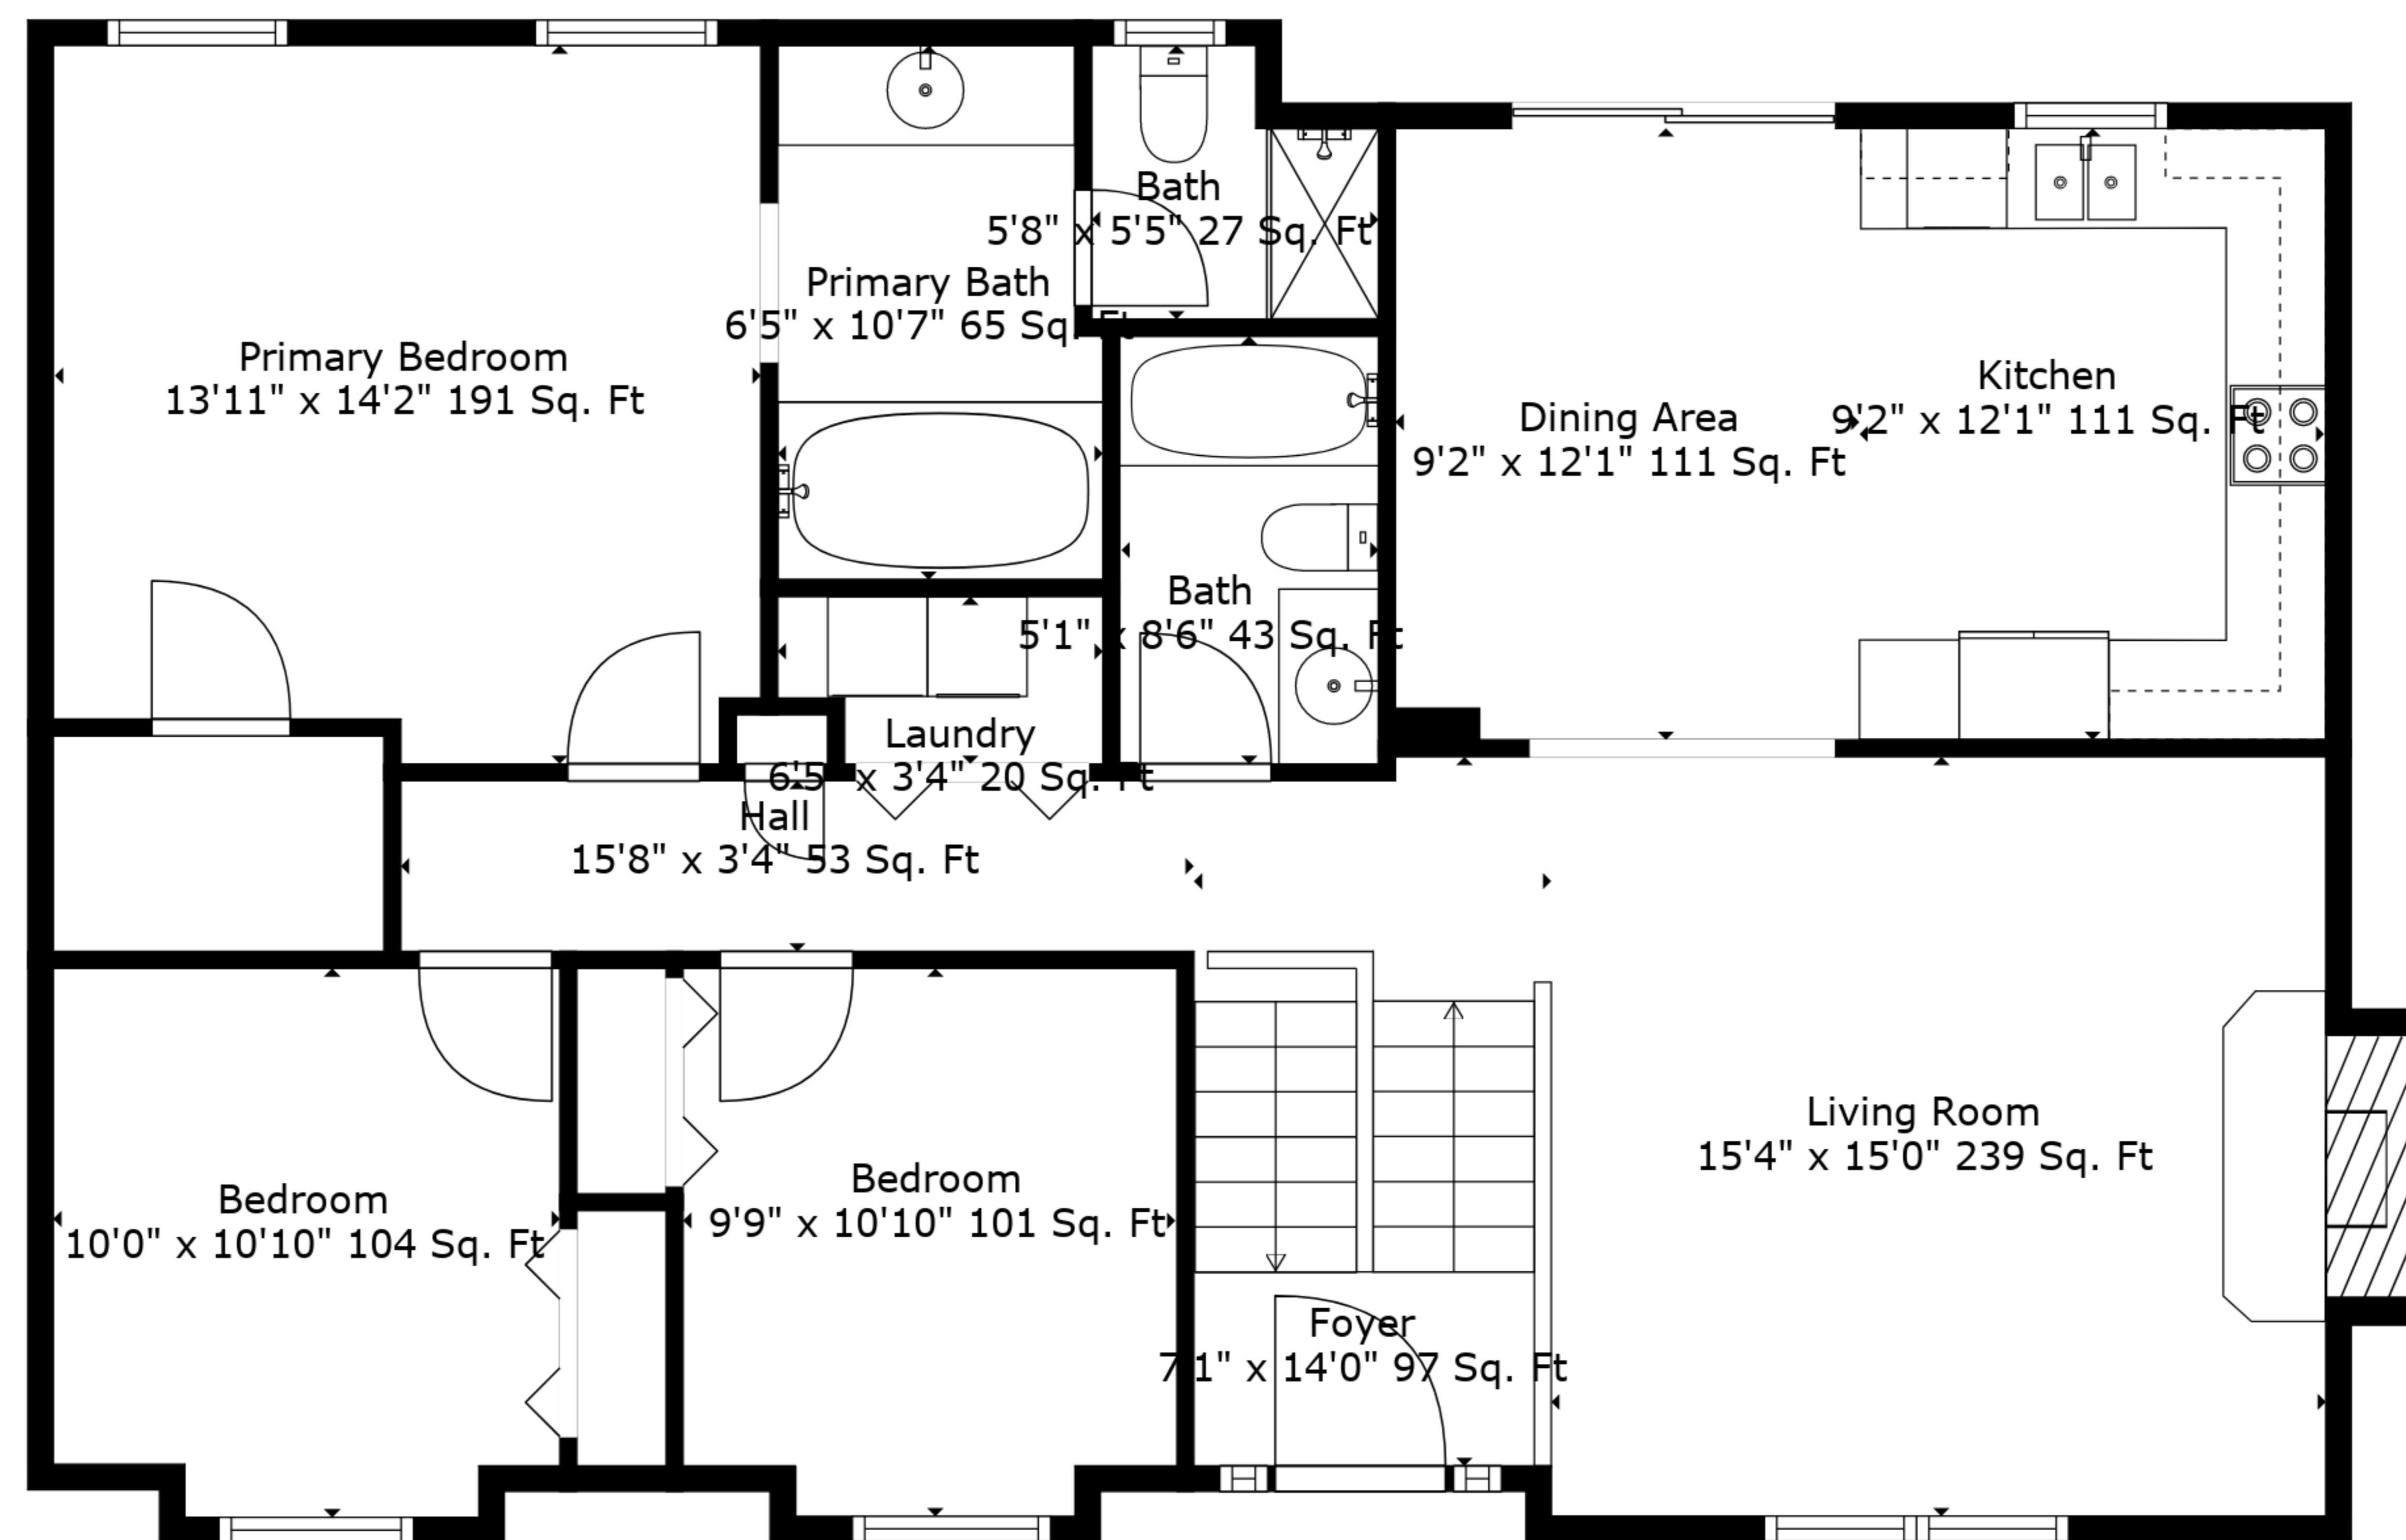 Bath
5'8" x 5'5" 27 Sq. Ft
Primary Bath
6'5" x 10'7" 65 Sq. Ft
Primary Bedroom
13'11" x 14'2" 191 Sq. Ft
Kitchen
9'2" x 12'1" 111 Sq. Ft
Dining Area
9'2" x 12'1" 111 Sq. Ft
Bath
5'1" x 8'6" 43 Sq. Ft
Laundry
6'5" x 3'4" 20 Sq. Ft
Hall
15'8" x 3'4" 53 Sq. Ft
Living Room
15'4" x 15'0" 239 Sq. Ft
Bedroom
10'0" x 10'10" 104 Sq. Ft
Bedroom
9'9" x 10'10" 101 Sq. Ft
Foyer
7'1" x 14'0" 97 Sq. Ft